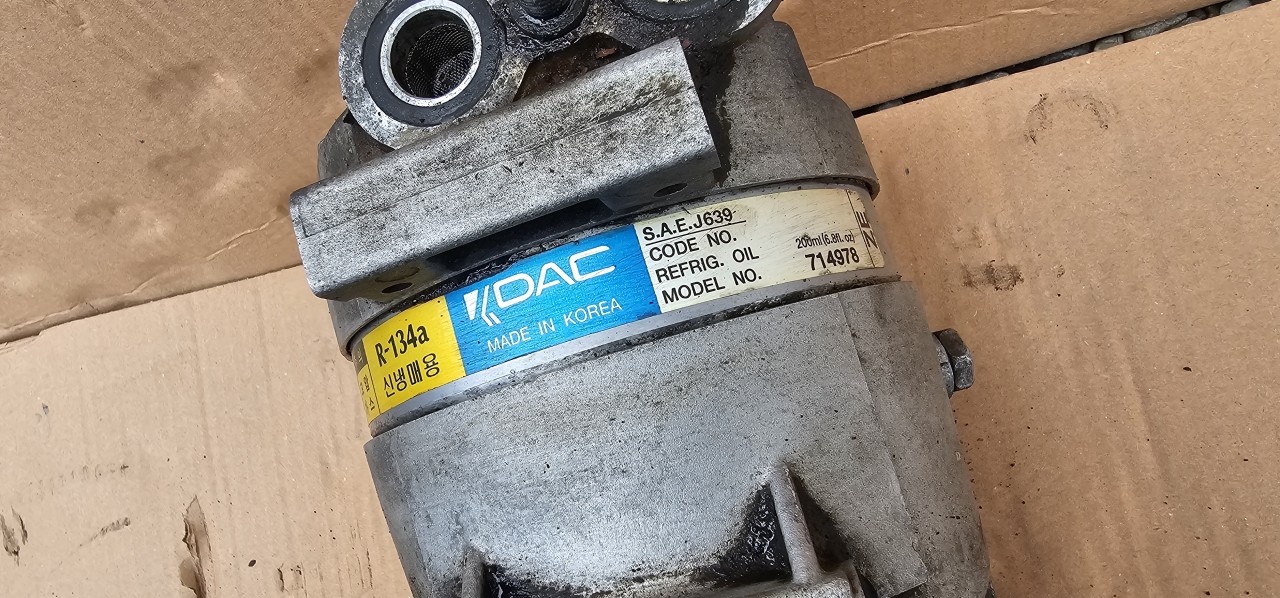 R-134a
신냉매용
KDAC
MADE IN KOREA
S.A.E.J639
CODE NO.
REFRIG. OIL 200ml(6.8fl.oz)
MODEL NO. 714978